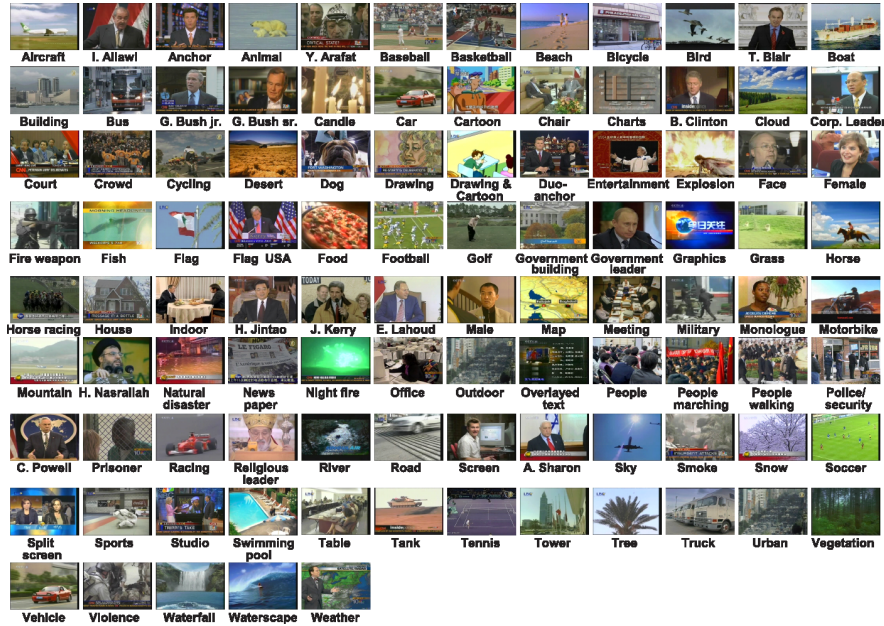 Aircraft I. Allawi Anchor Animal Y. Arafat Baseball Basketball Beach Bicycle Bird T. Blair Boat
Building Bus G. Bush jr. G. Bush sr. Candle Car Cartoon Chair Charts B. Clinton Cloud Corp. Leader
Court Crowd Cycling Desert Dog Drawing Drawing & Duo- Entertainment Explosion Face Female
Cartoon anchor
Fire weapon Fish Flag Flag USA Food Football Golf Government Government Graphics Grass Horse
building leader
Horse racing House Indoor H. Jintao J. Kerry E. Lahoud Male Map Meeting Military Monologue Motorbike
Mountain H. Nasrallah Natural News Night fire Office Outdoor Overlayed People People People Police/
disaster paper text marching walking security
C. Powell Prisoner Racing Religious River Road Screen A. Sharon Sky Smoke Snow Soccer
leader
Split Sports Studio Swimming Table Tank Tennis Tower Tree Truck Urban Vegetation
screen pool
Vehicle Violence Waterfall Waterscape Weather